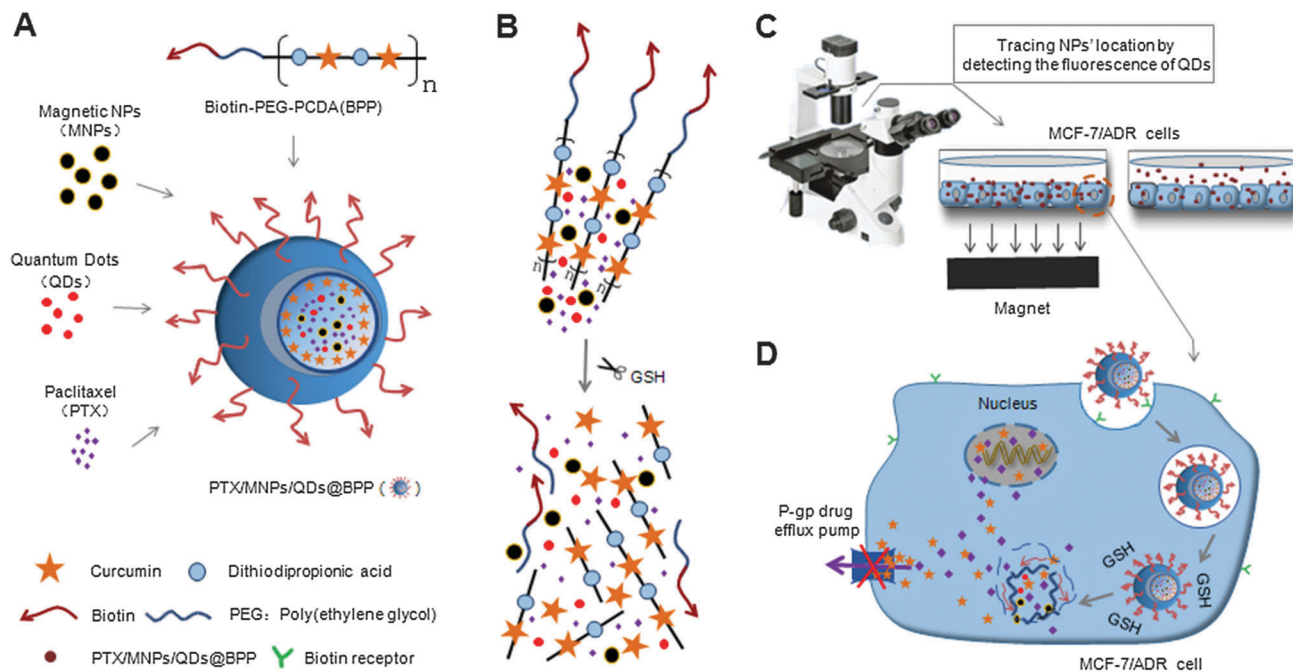 A
n
Biotin-PEG-PCDA(BPP)
Magnetic NPs
(MNPs)
Quantum Dots
(QDs)
Paclitaxel
(PTX)
PTX/MNPs/QDs@BPP ( )
Curcumin
Dithiodipropionic acid
Biotin
PEG: Poly(ethylene glycol)
PTX/MNPs/QDs@BPP
Biotin receptor
B
n
n
n
GSH
C
Tracing NPs' location by
detecting the fluorescence of QDs
MCF-7/ADR cells
Magnet
D
Nucleus
P-gp drug
efflux pump
GSH
GSH
GSH
MCF-7/ADR cell